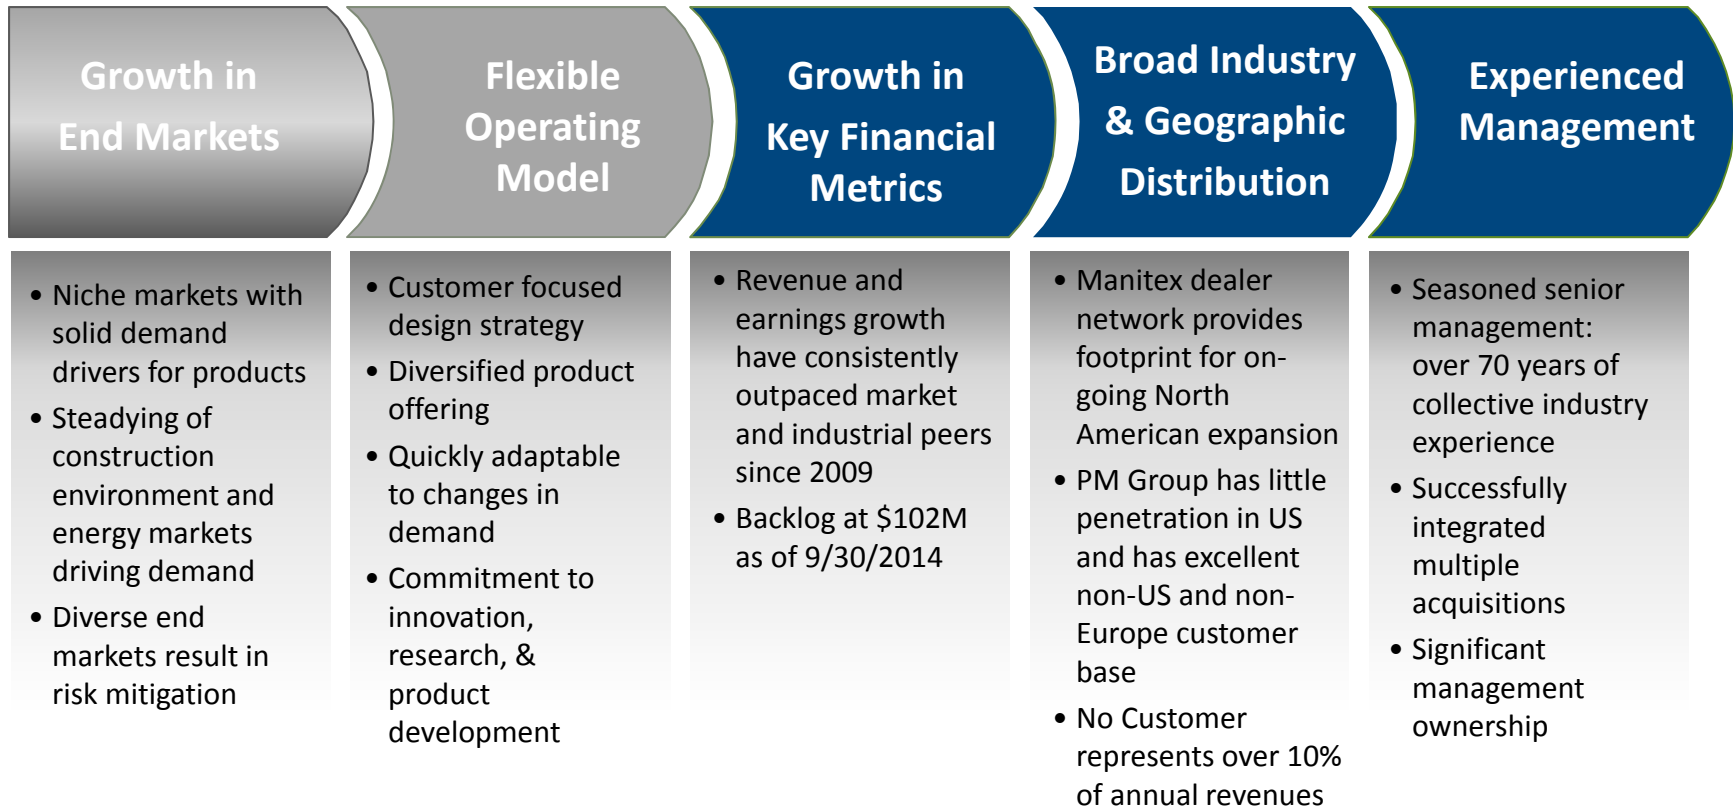 Growth in
End Markets
Flexible
Operating
Model
Growth in
Key Financial
Metrics
Broad Industry
& Geographic
Distribution
Experienced
Management
• Niche markets with
solid demand
drivers for products
• Steadying of
construction
environment and
energy markets
driving demand
• Diverse end
markets result in
risk mitigation
• Customer focused
design strategy
• Diversified product
offering
• Quickly adaptable
to changes in
demand
• Commitment to
innovation,
research, &
product
development
• Revenue and
earnings growth
have consistently
outpaced market
and industrial peers
since 2009
• Backlog at $102M
as of 9/30/2014
• Manitex dealer
network provides
footprint for on-
going North
American expansion
• PM Group has little
penetration in US
and has excellent
non-US and non-
Europe customer
base
• No Customer
represents over 10%
of annual revenues
• Seasoned senior
management:
over 70 years of
collective industry
experience
• Successfully
integrated
multiple
acquisitions
• Significant
management
ownership